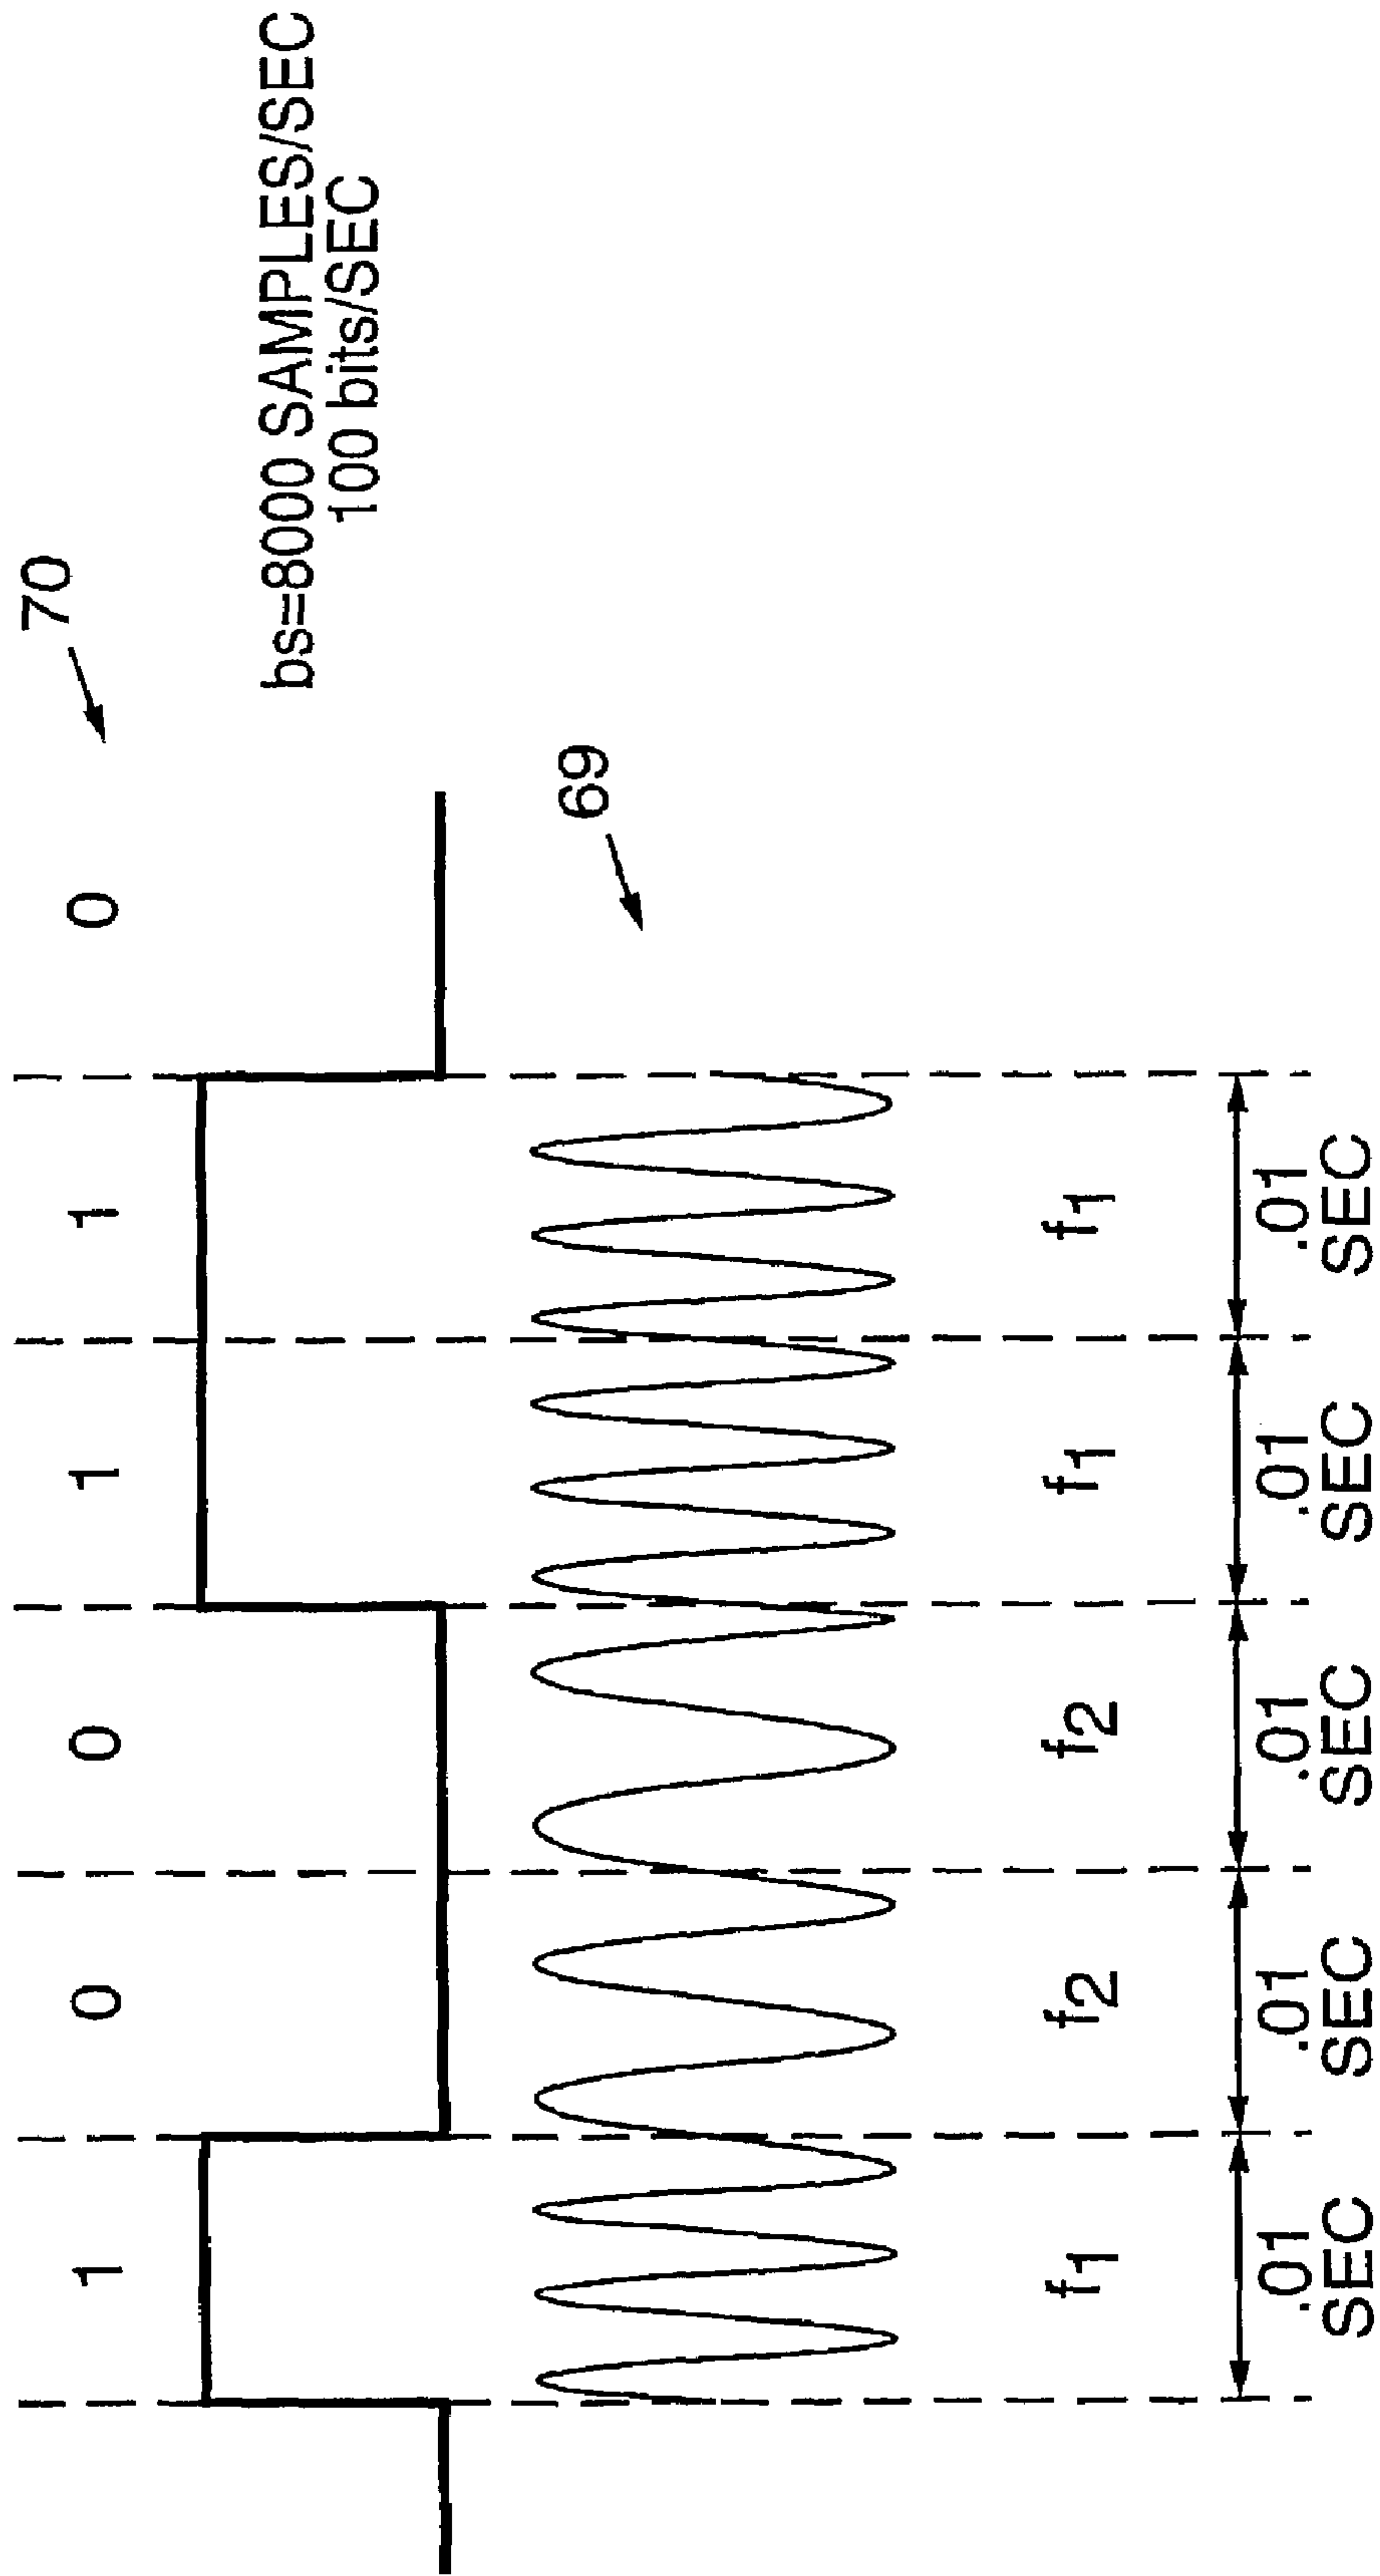 70
1 0 0 1 1 0
bs=8000 SAMPLES/SEC
100 bits/SEC
69
f1 f2 f2 f1 f1
.01 .01 .01 .01 .01
SEC SEC SEC SEC SEC